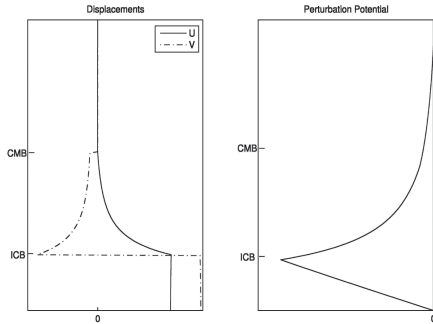 Displacements
U
V
CMB
ICB
0
Perturbation Potential
CMB
ICB
0